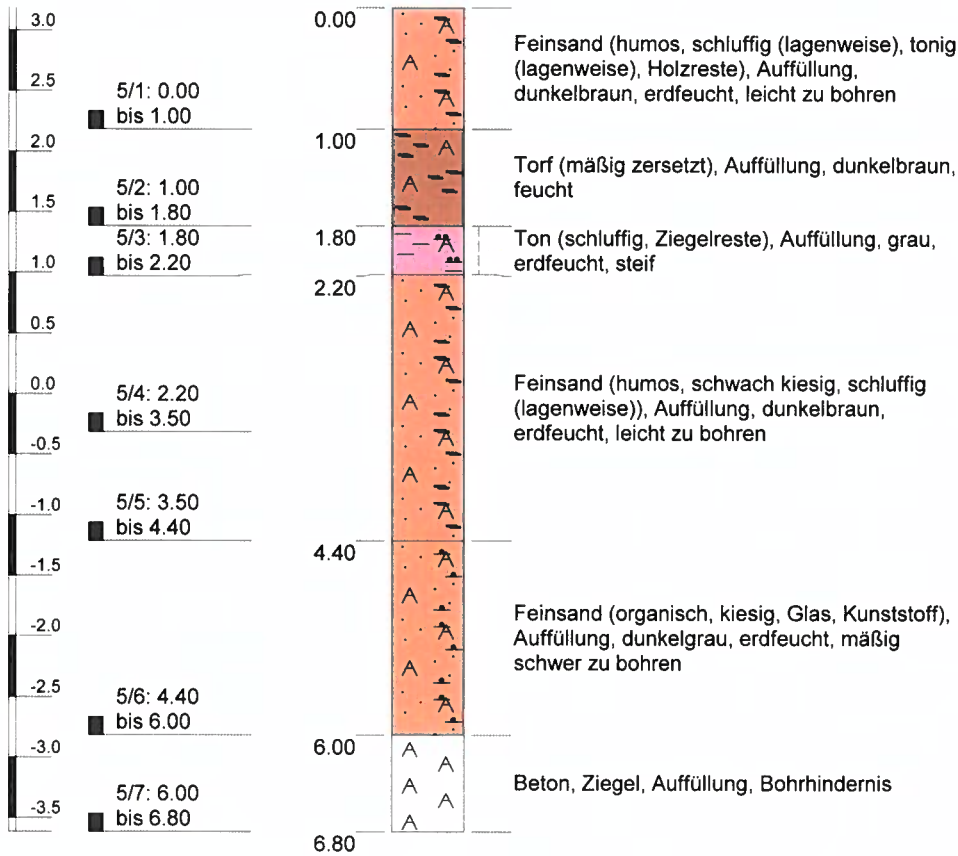 3.0
2.5
2.0
1.5
1.0
0.5
0.0
-0.5
-1.0
-1.5
-2.0
-2.5
-3.0
-3.5
5/1: 0.00
bis 1.00
5/2: 1.00
bis 1.80
5/3: 1.80
bis 2.20
5/4: 2.20
bis 3.50
5/5: 3.50
bis 4.40
5/6: 4.40
bis 6.00
5/7: 6.00
bis 6.80
0.00
A
A
A
1.00
A
A
1.80
A
2.20
A
A
A
A
A
A
A
4.40
A
A
A
A
A
6.00
A
A
A
A
A
6.80
Feinsand (humos, schluffig (lagenweise), tonig
(lagenweise), Holzreste), Auffüllung,
dunkelbraun, erdfeucht, leicht zu bohren
Torf (mäßig zersetzt), Auffüllung, dunkelbraun,
feucht
Ton (schluffig, Ziegelreste), Auffüllung, grau,
erdfeucht, steif
Feinsand (humos, schwach kiesig, schluffig
(lagenweise)), Auffüllung, dunkelbraun,
erdfeucht, leicht zu bohren
Feinsand (organisch, kiesig, Glas, Kunststoff),
Auffüllung, dunkelgrau, erdfeucht, mäßig
schwer zu bohren
Beton, Ziegel, Auffüllung, Bohrhindernis